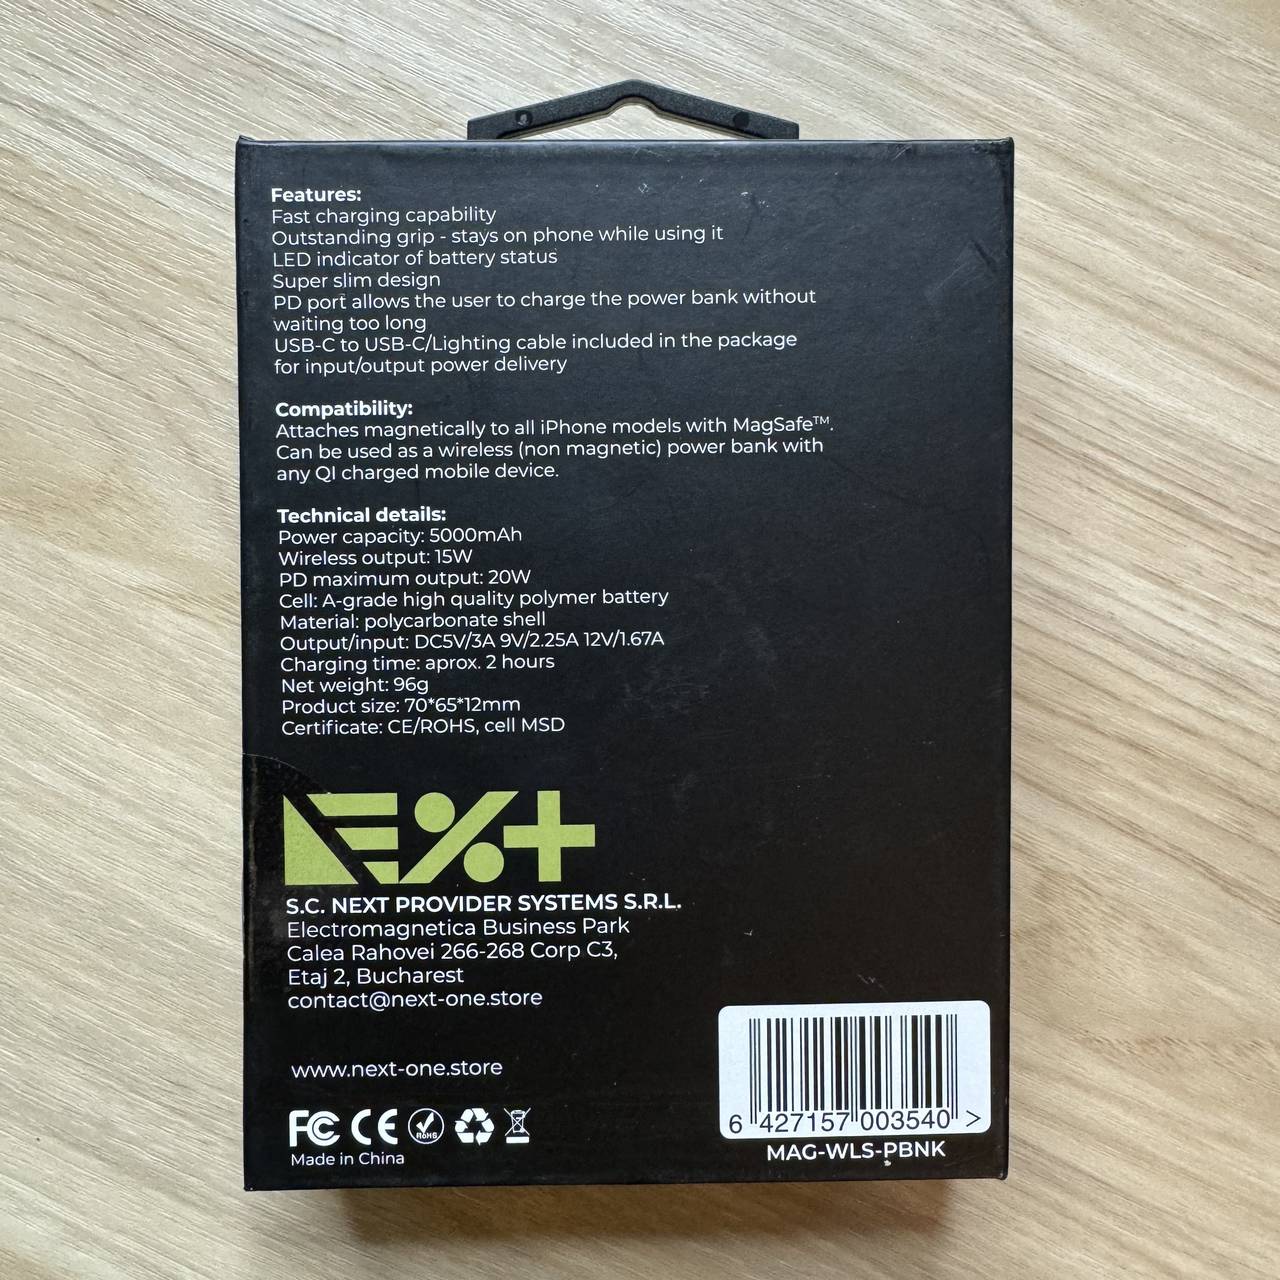 Features:
Fast charging capability
Outstanding grip - stays on phone while using it
LED indicator of battery status
Super slim design
PD port allows the user to charge the power bank without
waiting too long
USB-C to USB-C/Lighting cable included in the package
for input/output power delivery
Compatibility:
Attaches magnetically to all iPhone models with MagSafe™.
Can be used as a wireless (non magnetic) power bank with
any QI charged mobile device.
Technical details:
Power capacity: 5000mAh
Wireless output: 15W
PD maximum output: 20W
Cell: A-grade high quality polymer battery
Material: polycarbonate shell
Output/input: DC5V/3A 9V/2.25A 12V/1.67A
Charging time: aprox. 2 hours
Net weight: 96g
Product size: 70*65*12mm
Certificate: CE/ROHS, cell MSD
NEXT
S.C. NEXT PROVIDER SYSTEMS S.R.L.
Electromagnetica Business Park
Calea Rahovei 266-268 Corp C3,
Etaj 2, Bucharest
contact@next-one.store
www.next-one.store
FC CE RoHS
Made in China
6 427157 003540 >
MAG-WLS-PBNK